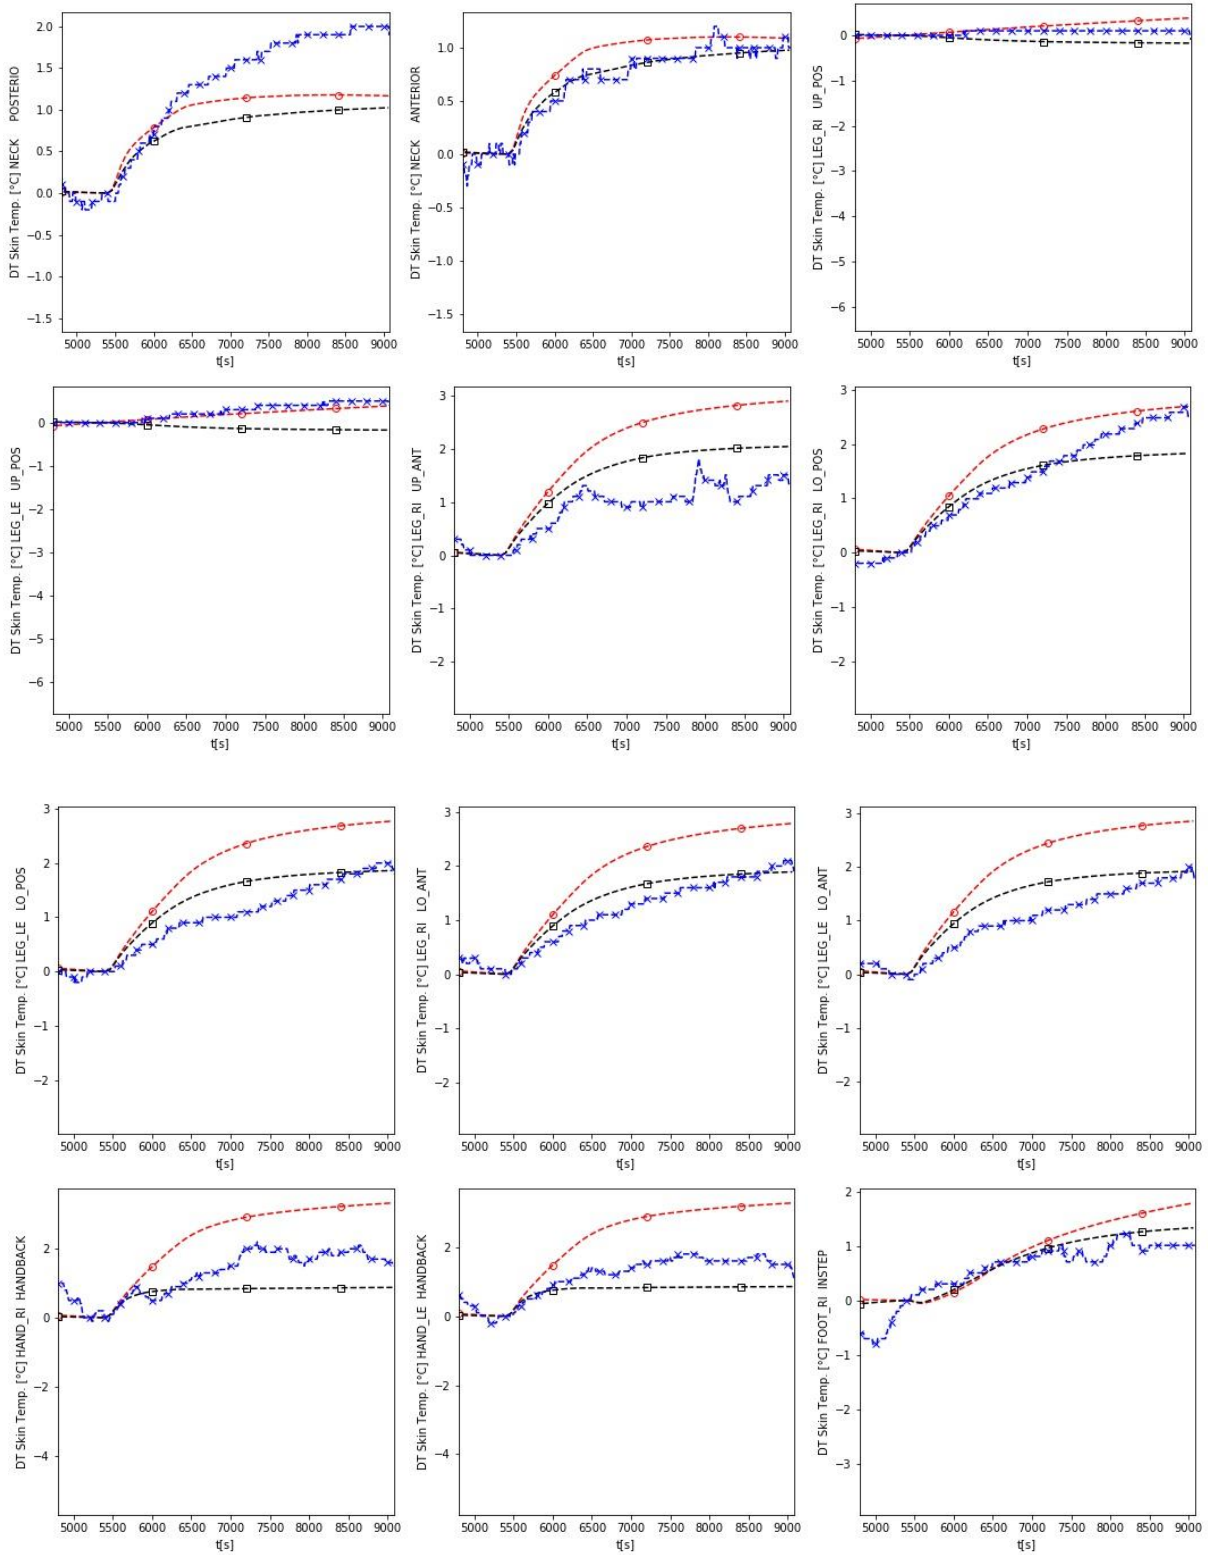 2.0
1.5
1.0
0.5
0.0
−0.5
−1.0
−1.5
DT Skin Temp. [°C] NECK POSTERIO
5000 5500 6000 6500 7000 7500 8000 8500 9000
t[s]
1.0
0.5
0.0
−0.5
−1.0
−1.5
DT Skin Temp. [°C] NECK ANTERIOR
5000 5500 6000 6500 7000 7500 8000 8500 9000
t[s]
0
−1
−2
−3
−4
−5
−6
DT Skin Temp. [°C] LEG_RI UP_POS
5000 5500 6000 6500 7000 7500 8000 8500 9000
t[s]
0
−1
−2
−3
−4
−5
−6
DT Skin Temp. [°C] LEG_LE UP_POS
5000 5500 6000 6500 7000 7500 8000 8500 9000
t[s]
3
2
1
0
−1
−2
DT Skin Temp. [°C] LEG_RI UP_ANT
5000 5500 6000 6500 7000 7500 8000 8500 9000
t[s]
3
2
1
0
−1
−2
DT Skin Temp. [°C] LEG_RI LO_POS
5000 5500 6000 6500 7000 7500 8000 8500 9000
t[s]
3
2
1
0
−1
−2
DT Skin Temp. [°C] LEG_LE LO_POS
5000 5500 6000 6500 7000 7500 8000 8500 9000
t[s]
3
2
1
0
−1
−2
DT Skin Temp. [°C] LEG_RI LO_ANT
5000 5500 6000 6500 7000 7500 8000 8500 9000
t[s]
3
2
1
0
−1
−2
DT Skin Temp. [°C] LEG_LE LO_ANT
5000 5500 6000 6500 7000 7500 8000 8500 9000
t[s]
2
0
−2
−4
DT Skin Temp. [°C] HAND_RI HANDBACK
5000 5500 6000 6500 7000 7500 8000 8500 9000
t[s]
2
0
−2
−4
DT Skin Temp. [°C] HAND_LE HANDBACK
5000 5500 6000 6500 7000 7500 8000 8500 9000
t[s]
2
1
0
−1
−2
−3
DT Skin Temp. [°C] FOOT_RI INSTEP
5000 5500 6000 6500 7000 7500 8000 8500 9000
t[s]